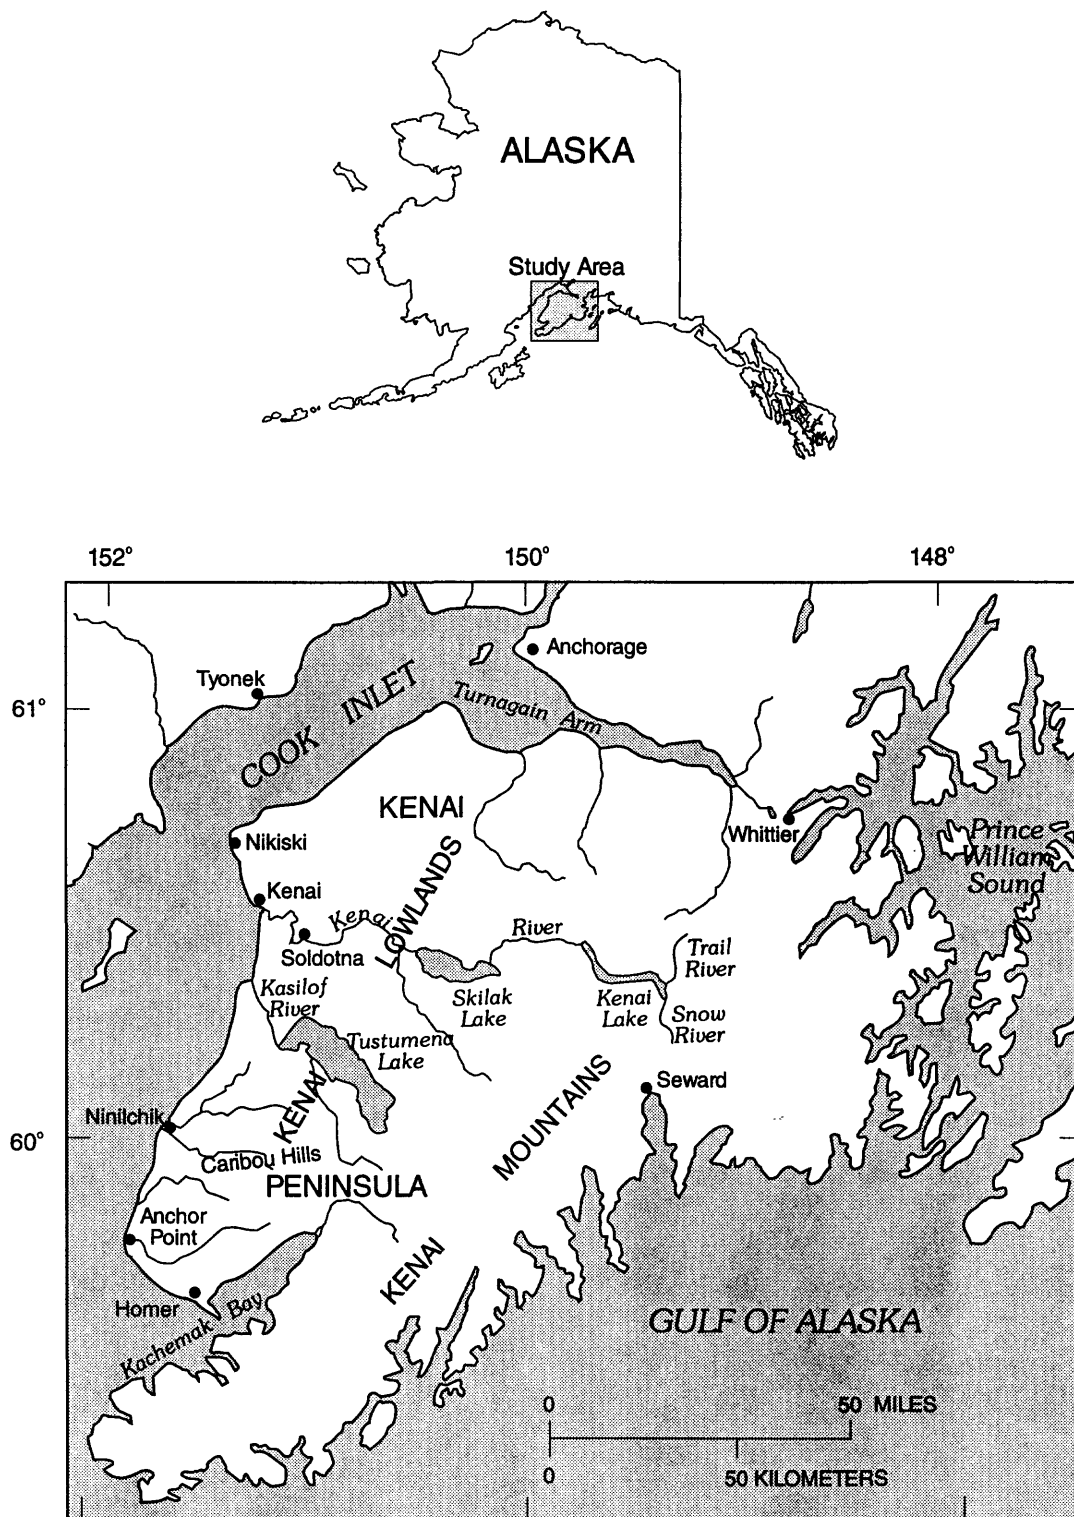 ALASKA
Study Area
152°
150°
148°
61°
60°
Anchorage
Tyonek
COOK INLET
Turnagain Arm
KENAI
LOWLANDS
Nikiski
Whittier
Prince
William
Sound
Kenai
Kenai
River
Soldotna
Trail
River
Kasilof
River
Skilak
Lake
Kenai
Lake
Snow
River
Tustumena
Lake
Seward
KENAI
MOUNTAINS
Ninilchik
Caribou Hills
PENINSULA
Anchor
Point
KENAI
Homer
Kachemak Bay
GULF OF ALASKA
0
50 MILES
0
50 KILOMETERS